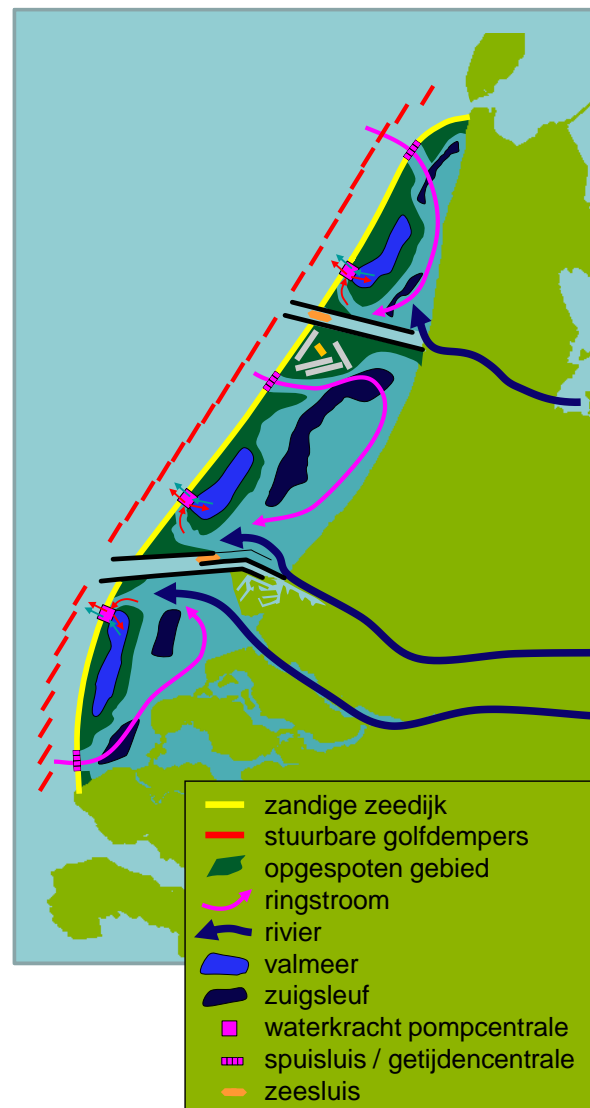 zandige zeedijk
stuurbare golfdempers
opgespoten gebied
ringstroom
rivier
valmeer
zuigsleuf
waterkracht pompcentrale
spuisluis / getijdencentrale
zeesluis